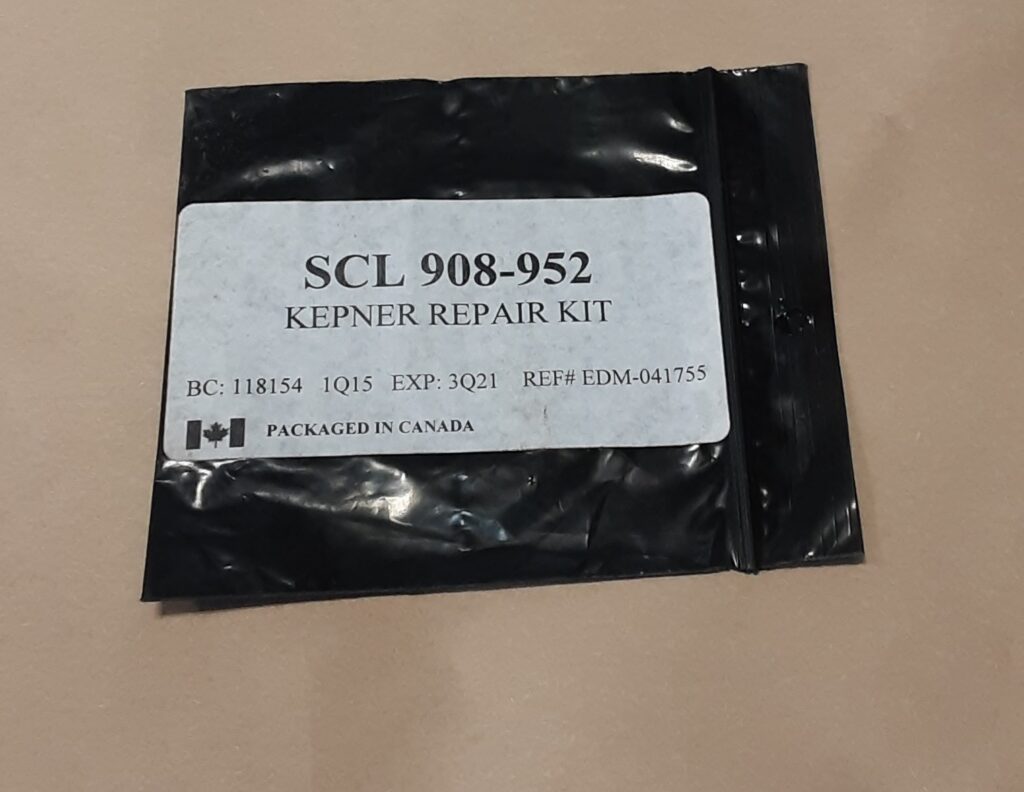 SCL 908-952
KEPNER REPAIR KIT
BC: 118154 1Q15 EXP: 3Q21 REF# EDM-041755
PACKAGED IN CANADA